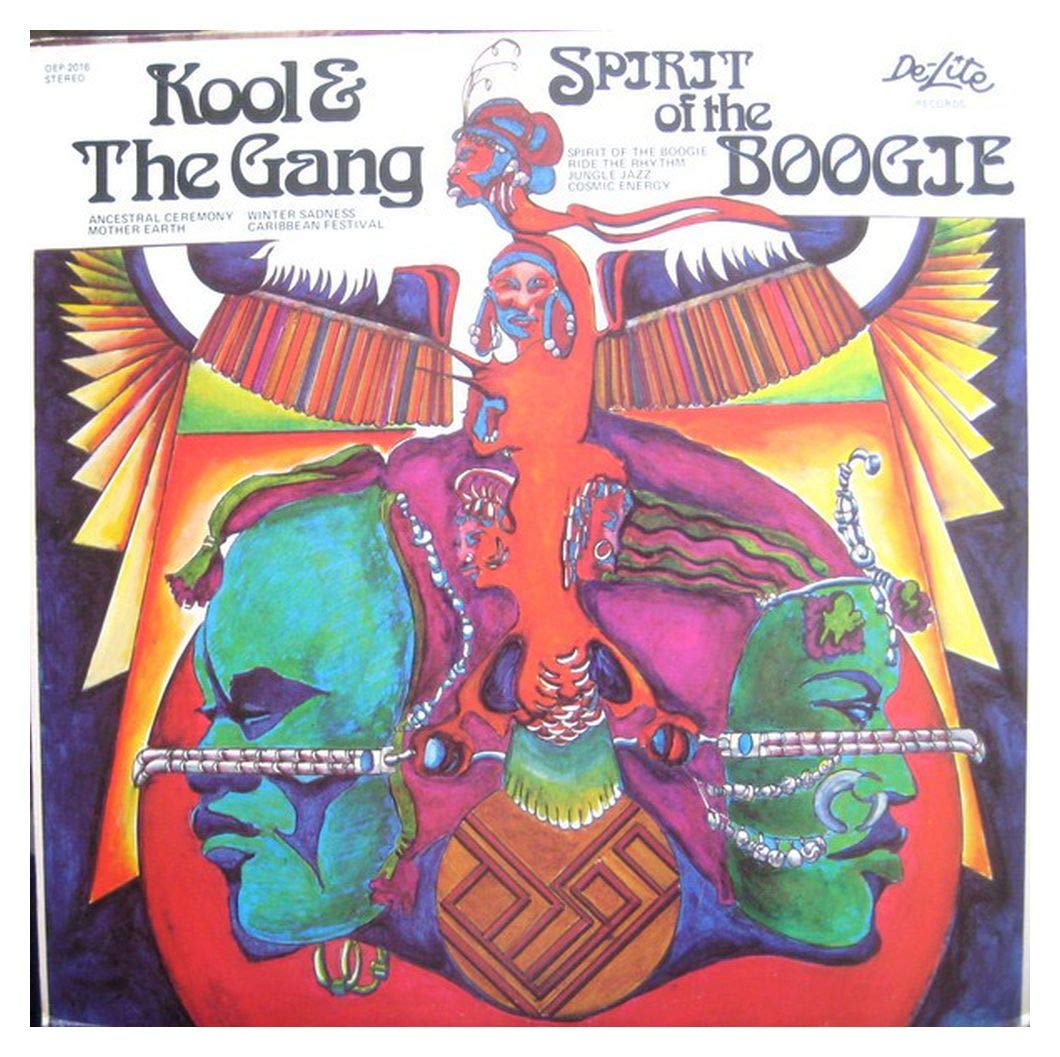 DEP-2016
STEREO
Kool &
The Gang
ANCESTRAL CEREMONY
MOTHER EARTH
WINTER SADNESS
CARIBBEAN FESTIVAL
SPIRIT
of the
BOOGIE
SPIRIT OF THE BOOGIE
RIDE THE RHYTHM
JUNGLE JAZZ
COSMIC ENERGY
De-Lite
RECORDS